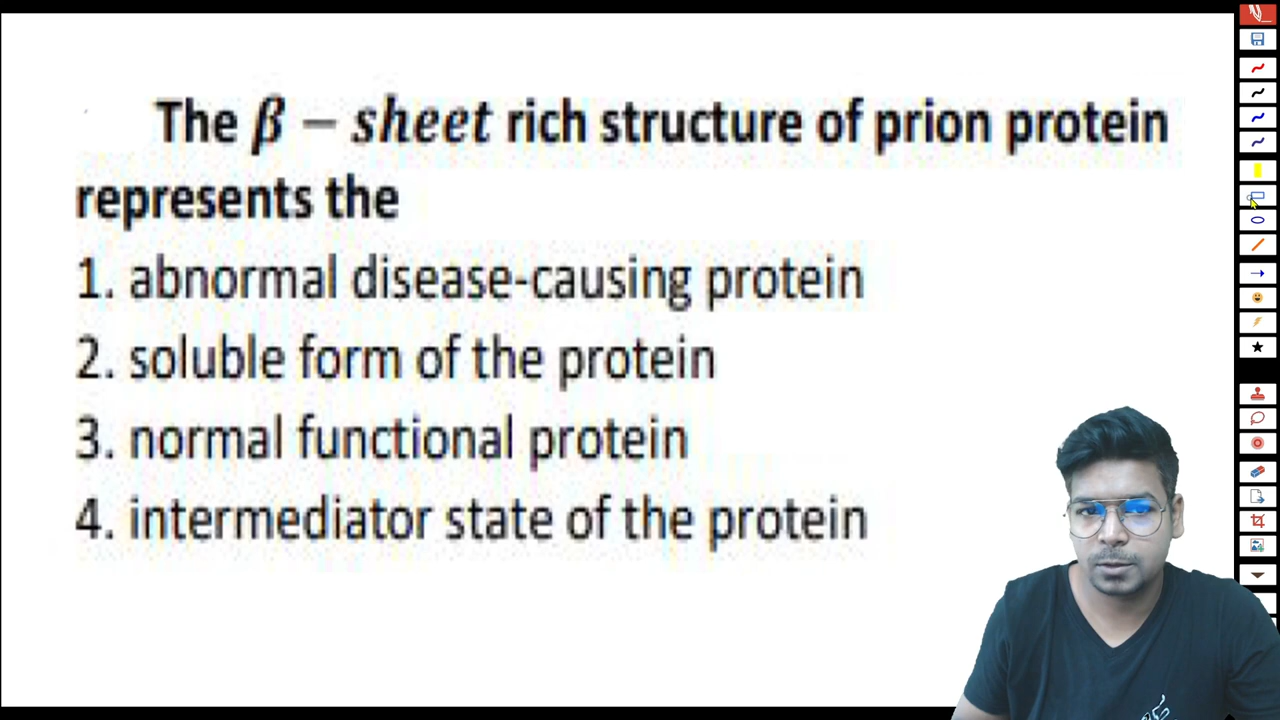 The β − sheet rich structure of prion protein
represents the
1. abnormal disease-causing protein
2. soluble form of the protein
3. normal functional protein
4. intermediator state of the protein